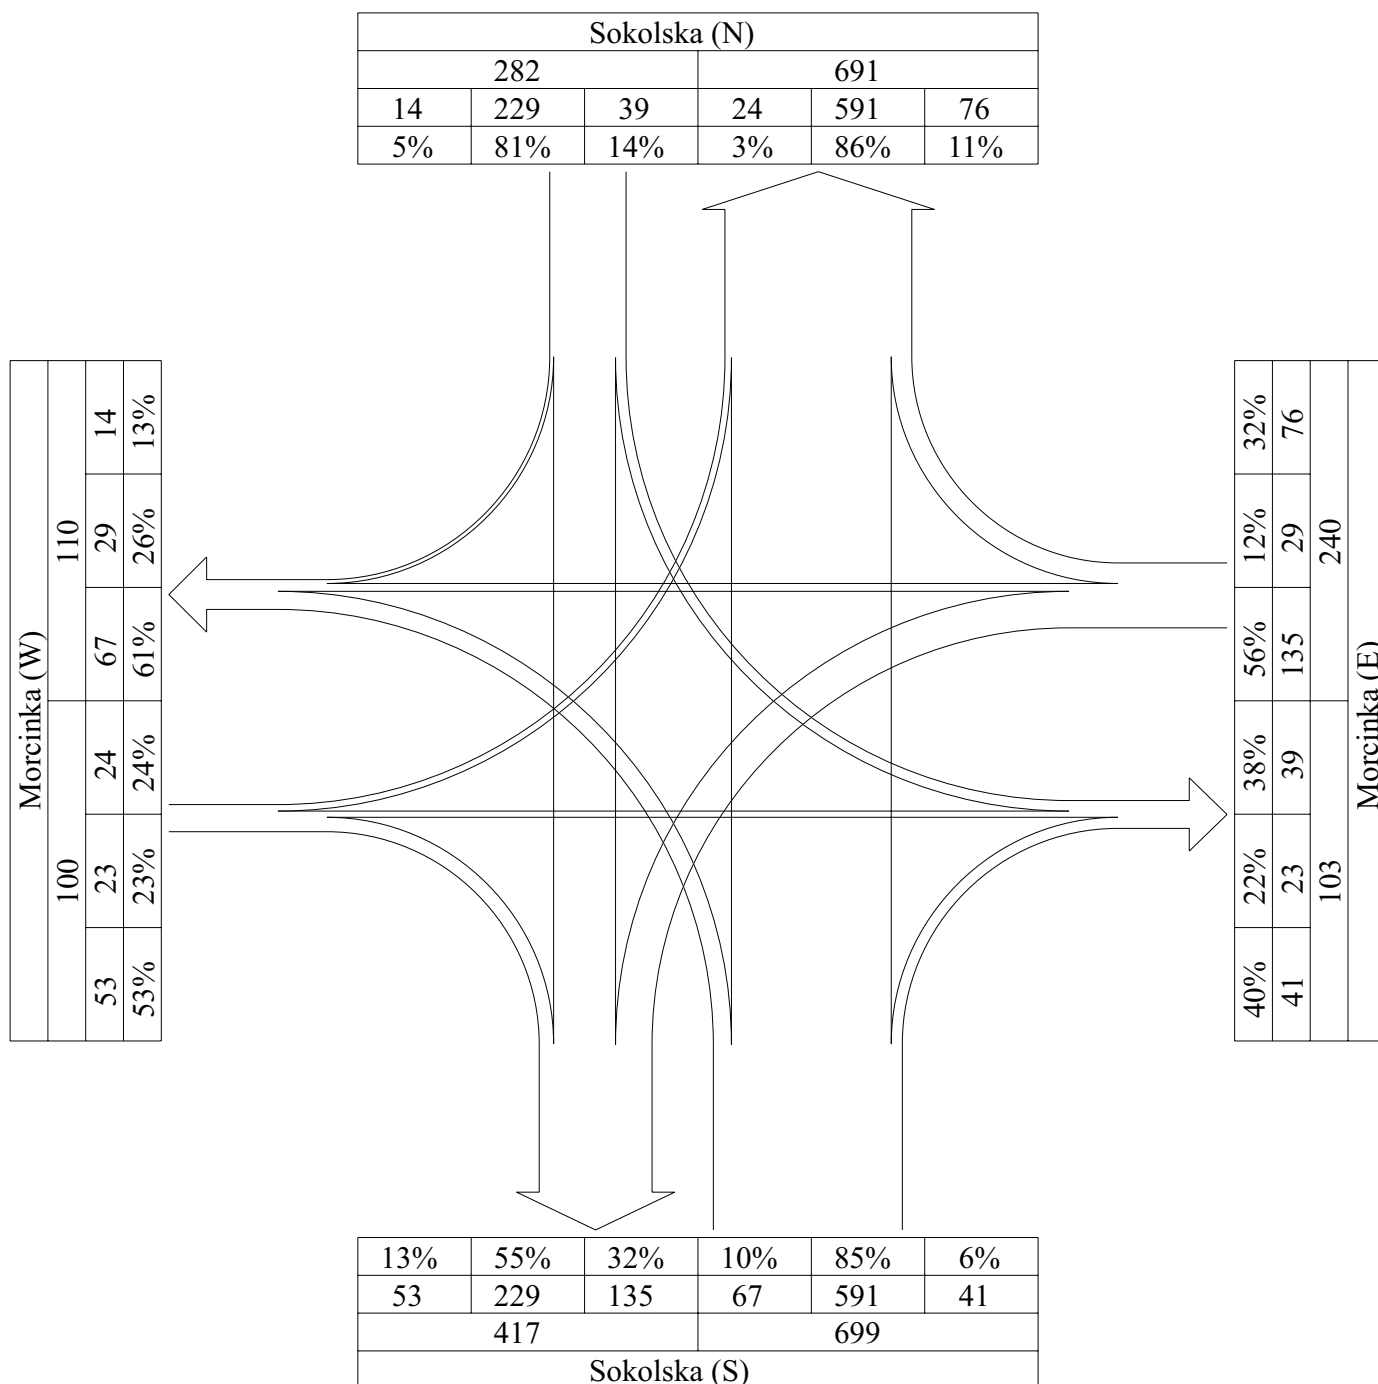 Sokolska (N)
282 691
14 229 39 24 591 76
5% 81% 14% 3% 86% 11%
Morcinka (W)
110 100
14 29 67 24 23 53
13% 26% 61% 24% 23% 53%
32% 12% 56% 38% 22% 40%
76 29 135 39 23 41
240 103
Morcinka (E)
13% 55% 32% 10% 85% 6%
53 229 135 67 591 41
417 699
Sokolska (S)